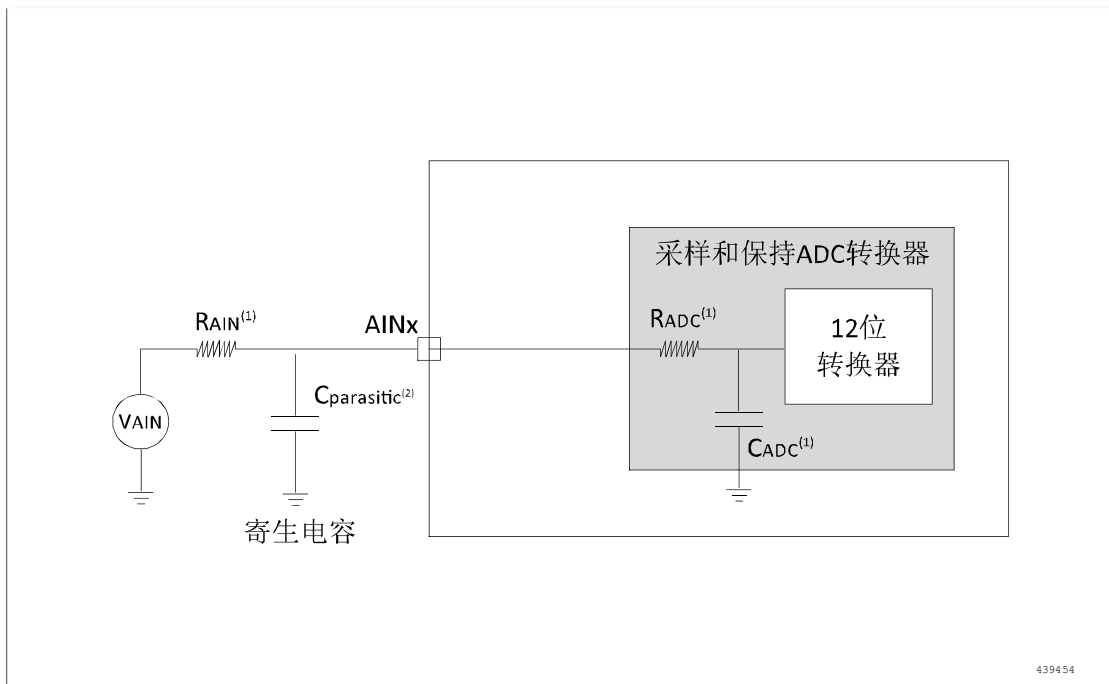 采样和保持ADC转换器
RAIN(1)
AINx
RADC(1)
12位
转换器
Cparasitic(2)
VAIN
CADC(1)
寄生电容
439454